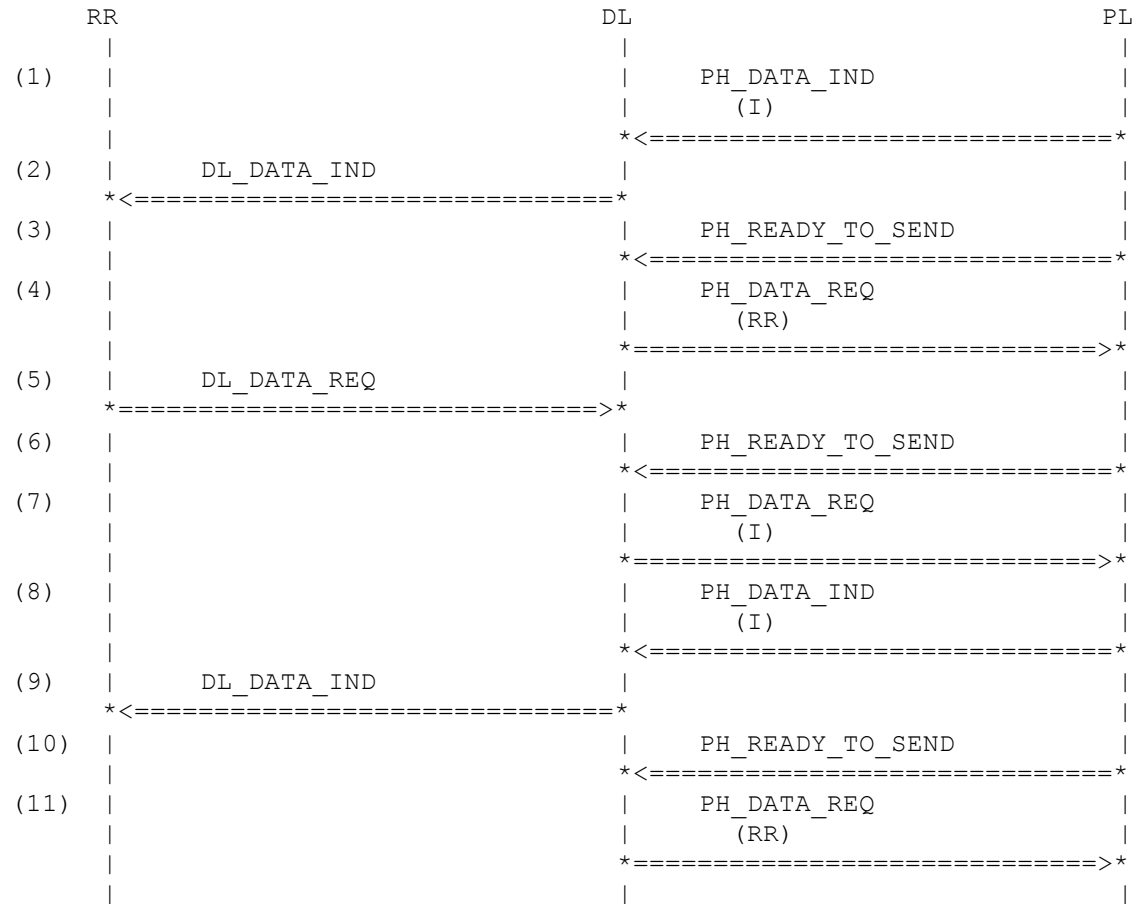 RR                              DL                              PL
      |                               |                               |
(1)   |                               |    PH_DATA_IND                |
      |                               |      (I)                      |
      |                               *<=============================*
(2)   |     DL_DATA_IND               |                               |
      *<==============================*                               |
(3)   |                               |    PH_READY_TO_SEND           |
      |                               *<=============================*
(4)   |                               |    PH_DATA_REQ                |
      |                               |      (RR)                     |
      |                               *=============================>*
(5)   |     DL_DATA_REQ               |                               |
      *==============================>*                               |
(6)   |                               |    PH_READY_TO_SEND           |
      |                               *<=============================*
(7)   |                               |    PH_DATA_REQ                |
      |                               |      (I)                      |
      |                               *=============================>*
(8)   |                               |    PH_DATA_IND                |
      |                               |      (I)                      |
      |                               *<=============================*
(9)   |     DL_DATA_IND               |                               |
      *<==============================*                               |
(10)  |                               |    PH_READY_TO_SEND           |
      |                               *<=============================*
(11)  |                               |    PH_DATA_REQ                |
      |                               |      (RR)                     |
      |                               *=============================>*
      |                               |                               |